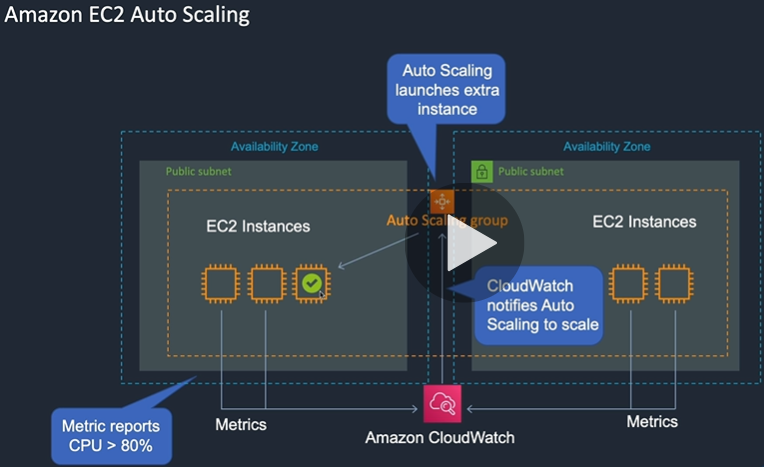 Amazon EC2 Auto Scaling
Auto Scaling
launches extra
instance
Availability Zone
Availability Zone
Public subnet
Public subnet
Auto Scaling group
EC2 Instances
EC2 Instances
CloudWatch
notifies Auto
Scaling to scale
Metric reports
CPU > 80%
Metrics
Metrics
Amazon CloudWatch